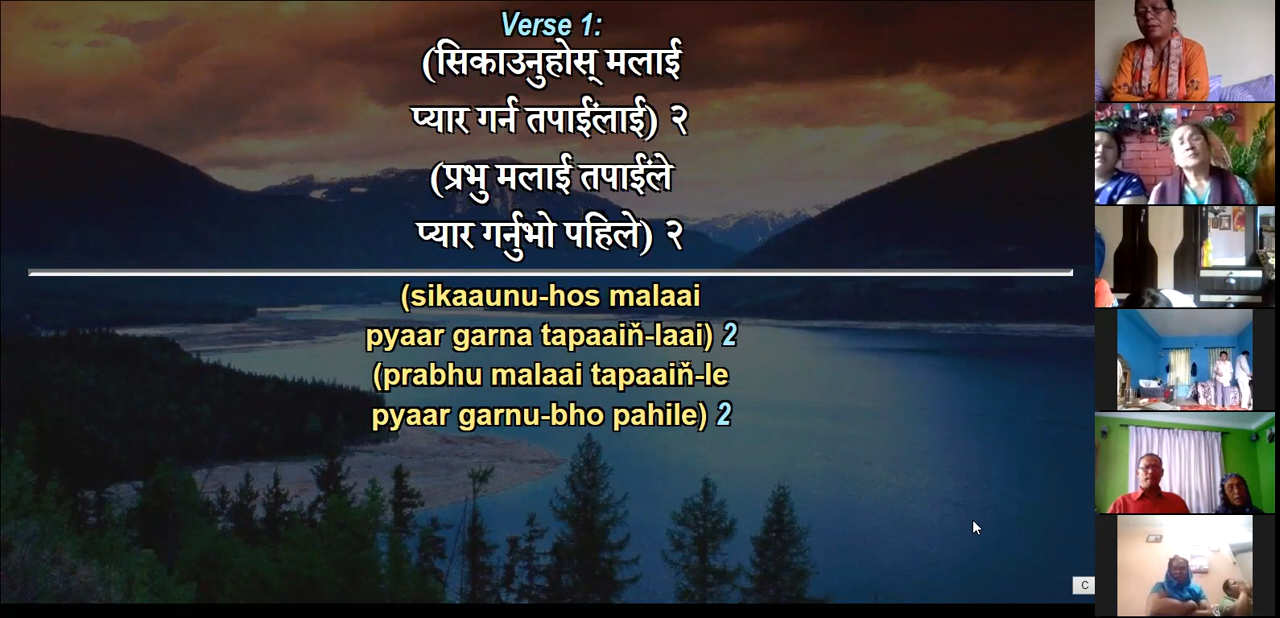 Verse 1:
(सिकाउनुहोस् मलाई
प्यार गर्न तपाईंलाई) २
(प्रभु मलाई तपाईंले
प्यार गर्नुभो पहिले) २
(sikaaunu-hos malaai
pyaar garna tapaaiň-laai) 2
(prabhu malaai tapaaiň-le
pyaar garnu-bho pahile) 2
C